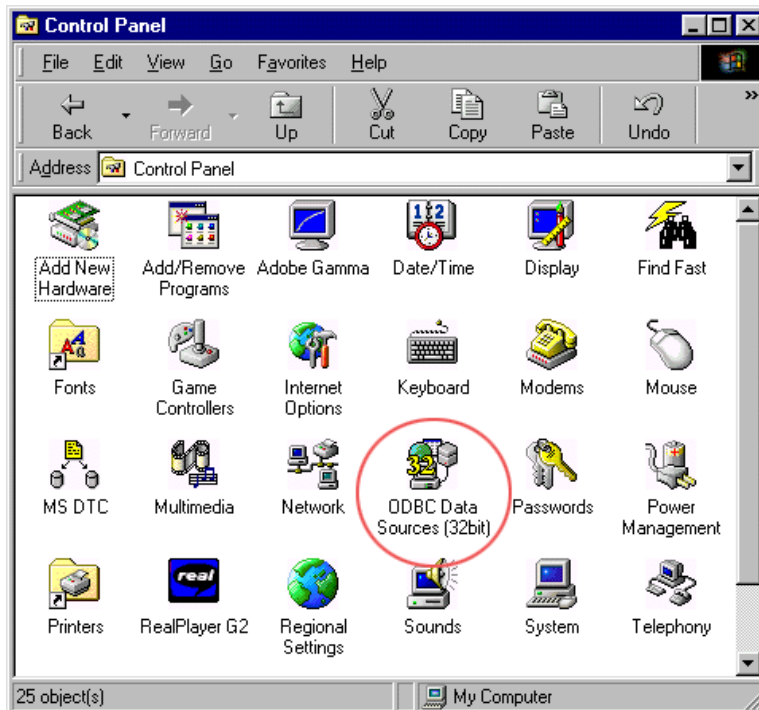 Control Panel
File Edit View Go Favorites Help
Back Forward Up Cut Copy Paste Undo »
Address Control Panel
Add New Hardware
Add/Remove Programs
Adobe Gamma
Date/Time
Display
Find Fast
Fonts
Game Controllers
Internet Options
Keyboard
Modems
Mouse
MS DTC
Multimedia
Network
ODBC Data Sources (32bit)
Passwords
Power Management
Printers
RealPlayer G2
Regional Settings
Sounds
System
Telephony
25 object(s) My Computer